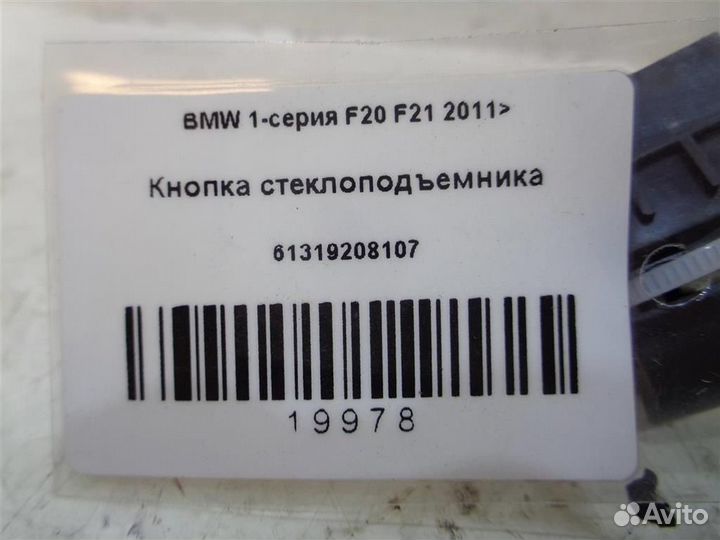 BMW 1-серия F20 F21 2011>
Кнопка стеклоподъемника
61319208107
19978
Avito